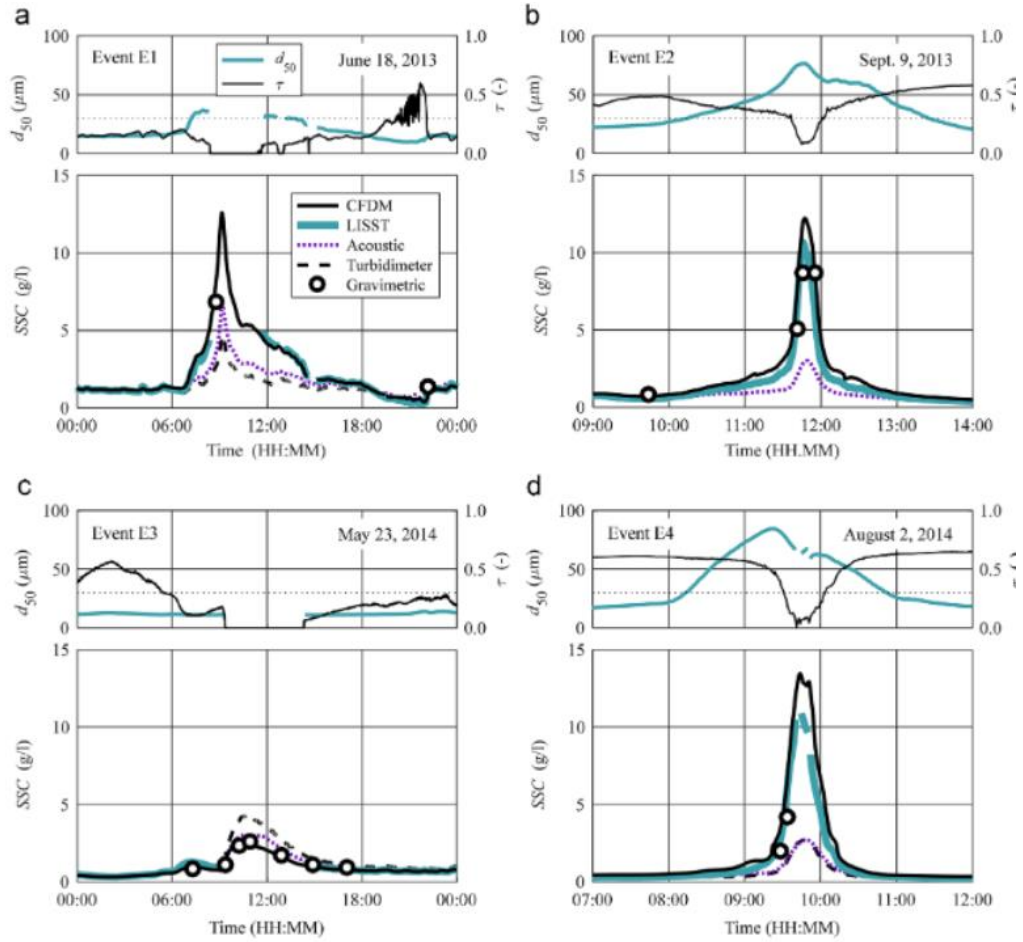 a
Event E1
June 18, 2013
d50
τ
100
50
0
d50 (μm)
1.0
0.5
0.0
τ (-)
15
10
5
0
SSC (g/l)
CFDM
LISST
Acoustic
Turbidimeter
Gravimetric
00:00 06:00 12:00 18:00 00:00
Time (HH:MM)
b
Event E2
Sept. 9, 2013
100
50
0
d50 (μm)
1.0
0.5
0.0
τ (-)
15
10
5
0
SSC (g/l)
09:00 10:00 11:00 12:00 13:00 14:00
Time (HH.MM)
c
Event E3
May 23, 2014
100
50
0
d50 (μm)
1.0
0.5
0.0
τ (-)
15
10
5
0
SSC (g/l)
00:00 06:00 12:00 18:00 00:00
Time (HH:MM)
d
Event E4
August 2, 2014
100
50
0
d50 (μm)
1.0
0.5
0.0
τ (-)
15
10
5
0
SSC (g/l)
07:00 08:00 09:00 10:00 11:00 12:00
Time (HH:MM)